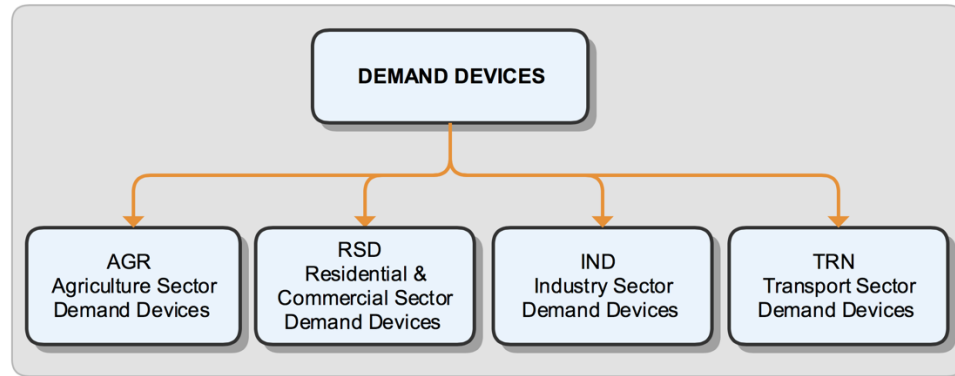 DEMAND DEVICES
AGR
Agriculture Sector
Demand Devices
RSD
Residential &
Commercial Sector
Demand Devices
IND
Industry Sector
Demand Devices
TRN
Transport Sector
Demand Devices